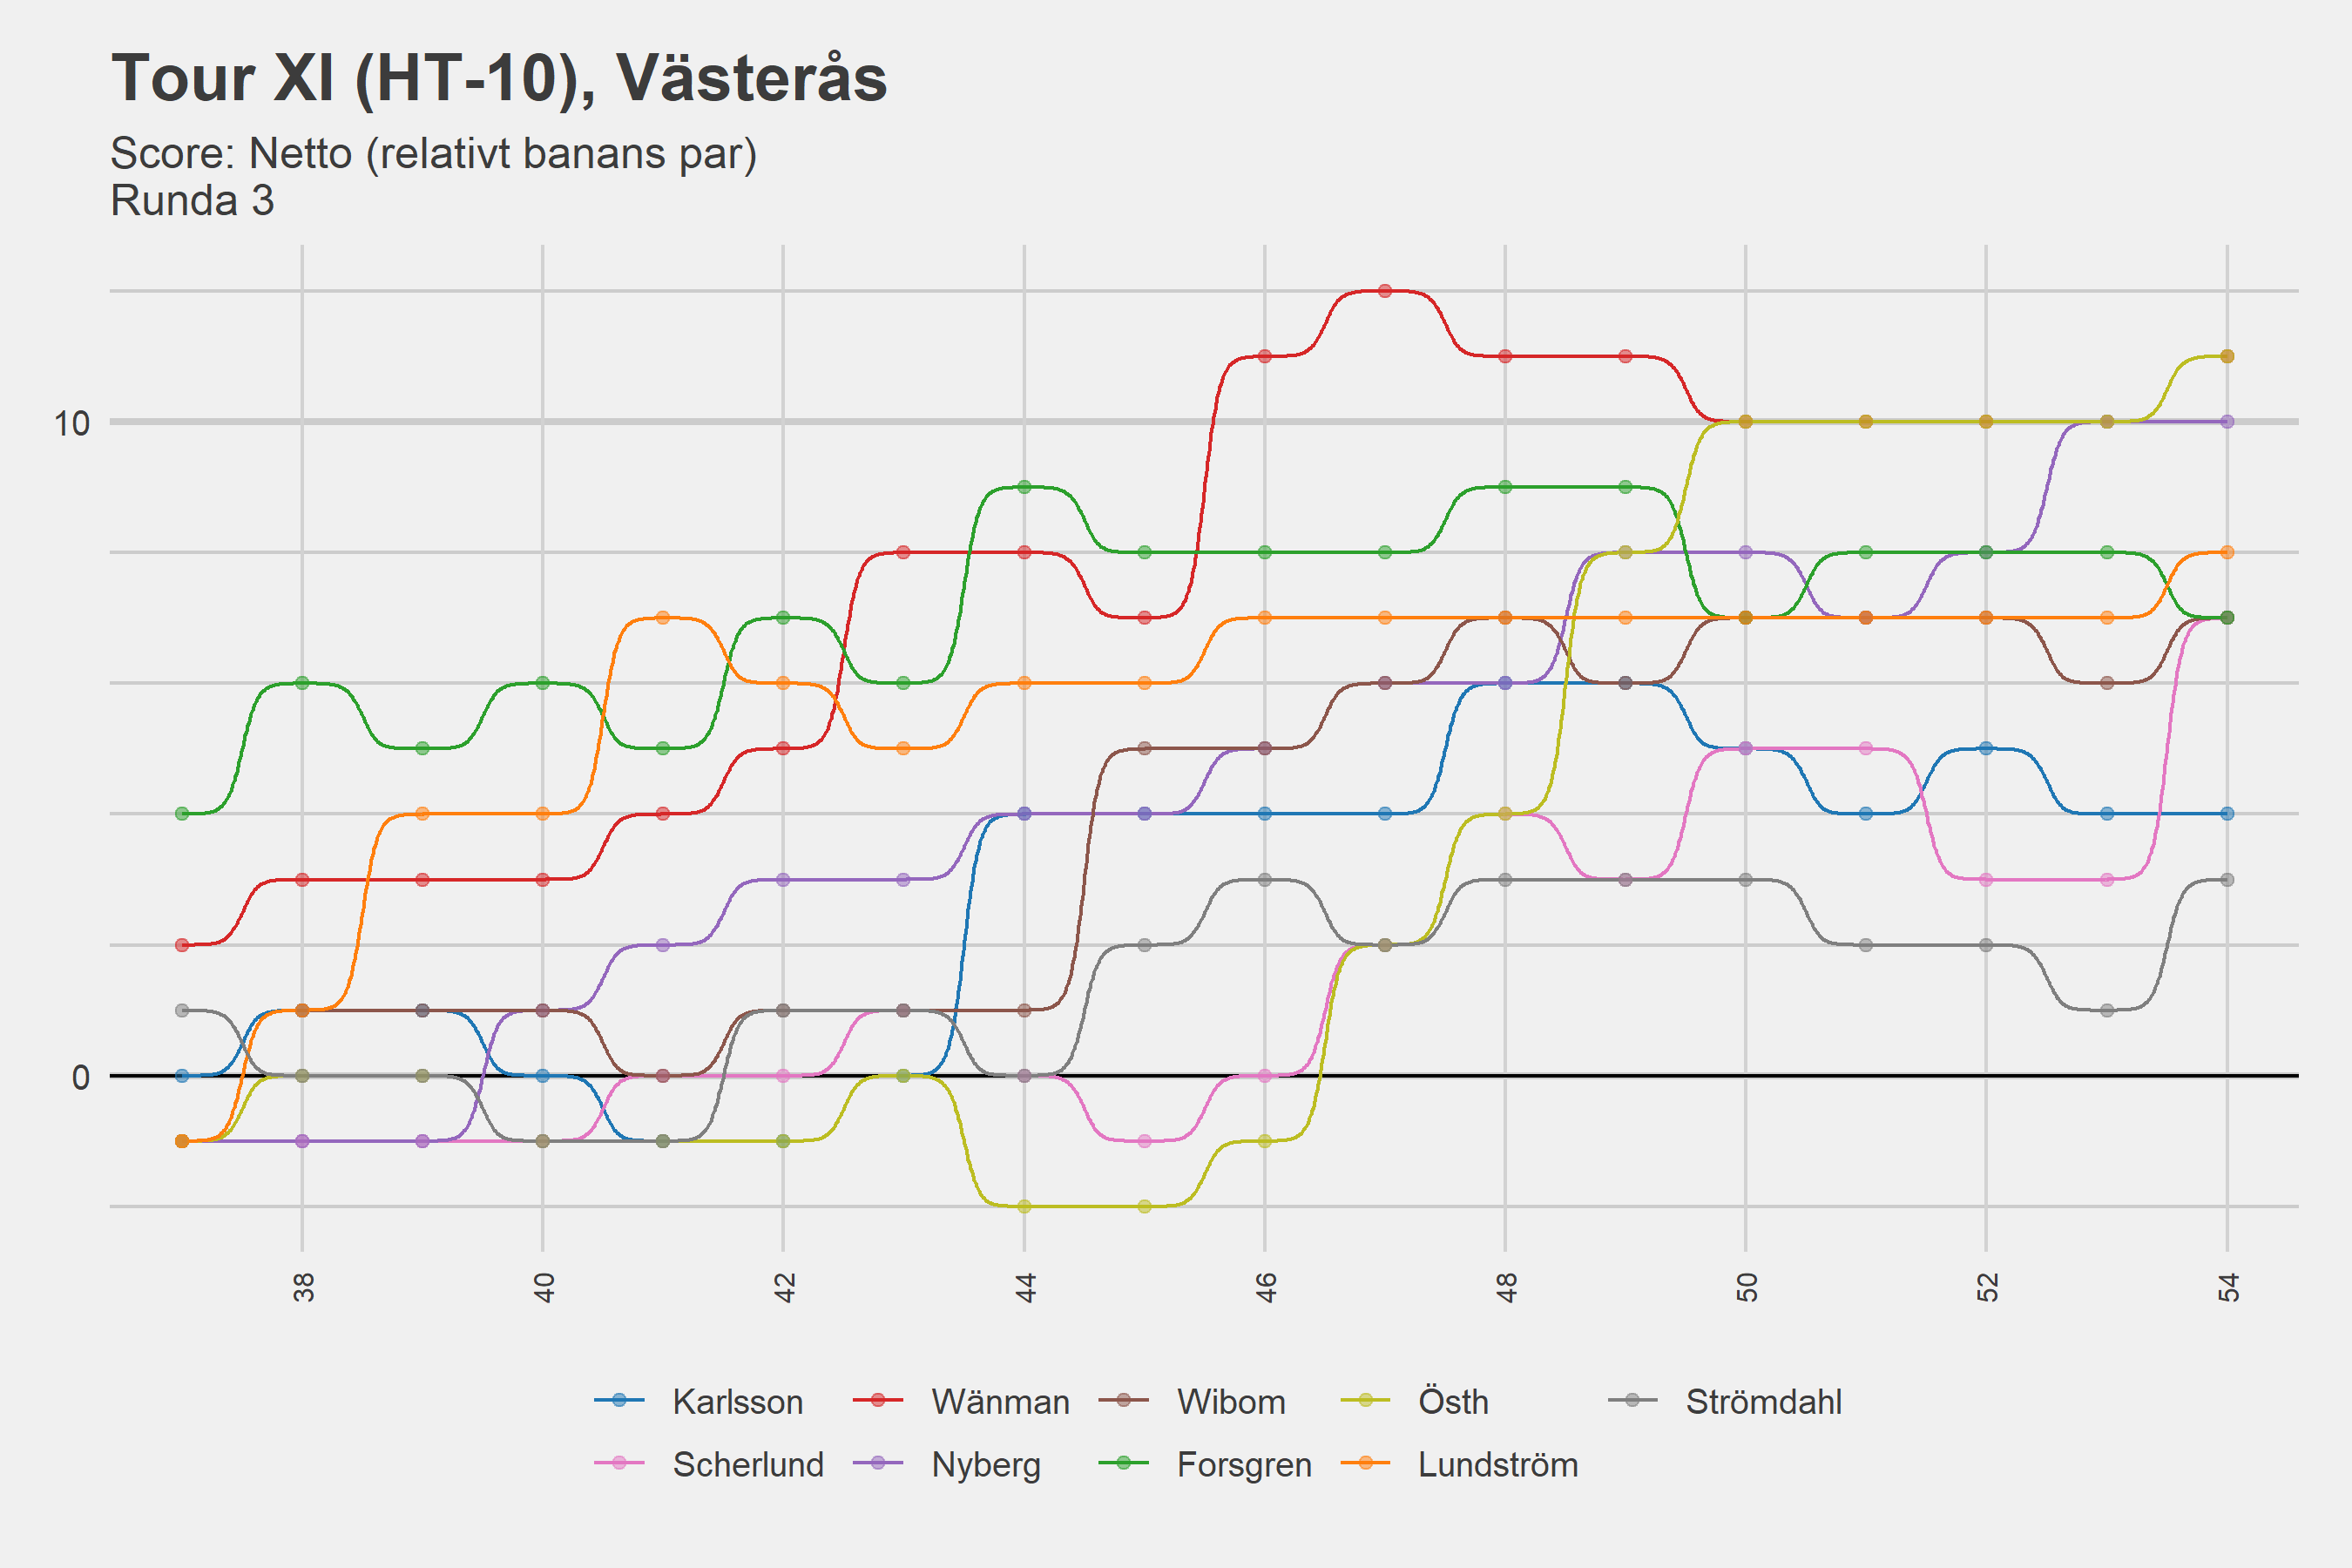 Tour XI (HT-10), Västerås
Score: Netto (relativt banans par)
Runda 3
10
0
38 40 42 44 46 48 50 52 54
Karlsson Wänman Wibom Östh Strömdahl
Scherlund Nyberg Forsgren Lundström